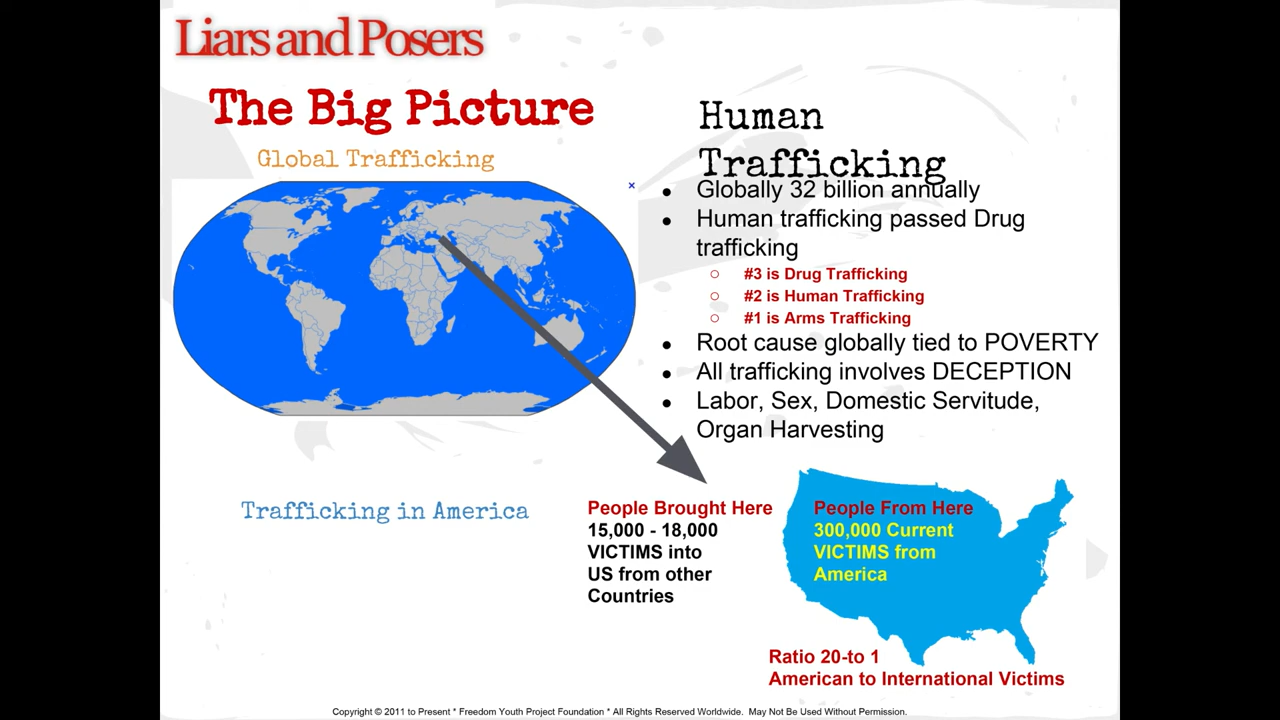 Liars and Posers
The Big Picture
Global Trafficking
Human
Trafficking
Globally 32 billion annually
Human trafficking passed Drug
trafficking
#3 is Drug Trafficking
#2 is Human Trafficking
#1 is Arms Trafficking
Root cause globally tied to POVERTY
All trafficking involves DECEPTION
Labor, Sex, Domestic Servitude,
Organ Harvesting
Trafficking in America
People Brought Here
15,000 - 18,000
VICTIMS into
US from other
Countries
People From Here
300,000 Current
VICTIMS from
America
Ratio 20-to 1
American to International Victims
Copyright © 2011 to Present * Freedom Youth Project Foundation * All Rights Reserved Worldwide. May Not Be Used Without Permission.